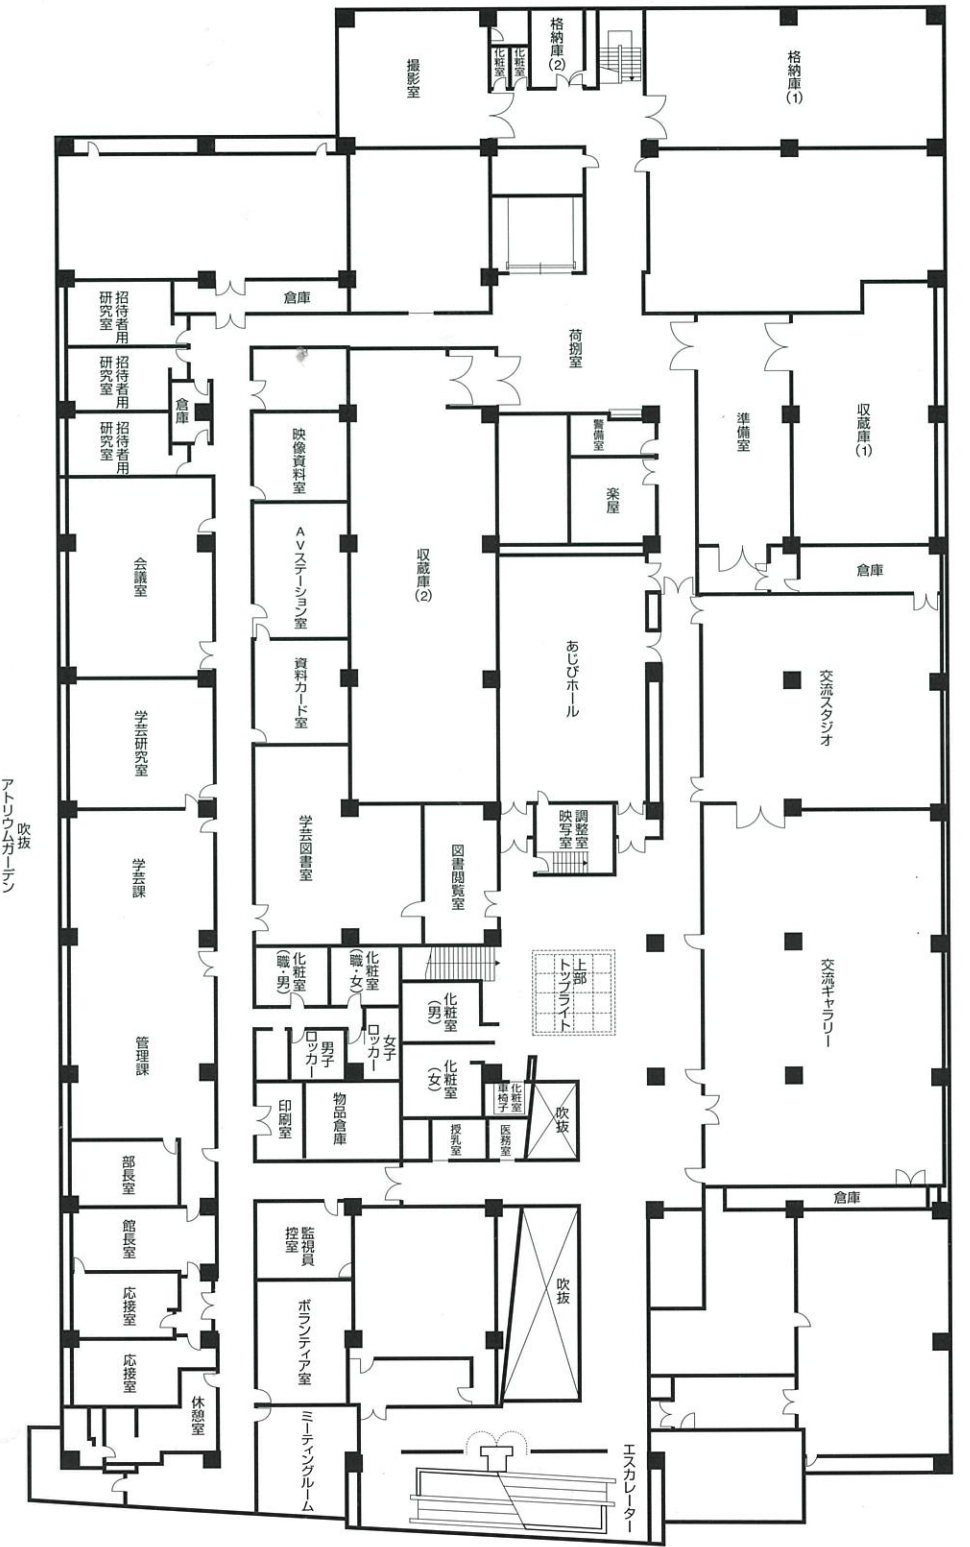 格納庫
(2)
化粧室
化粧室
撮影室
格納庫
(1)
倉庫
招待者用
研究室
招待者用
研究室
倉庫
招待者用
研究室
荷捌室
映像資料室
警備室
楽屋
準備室
収蔵庫
(1)
会議室
AVステーション室
収蔵庫
(2)
倉庫
資料カード室
あじびホール
交流スタジオ
学芸研究室
吹抜
アトリウムガーデン
学芸課
学芸図書室
図書閲覧室
調整室
映写室
化粧室
(職・男)
化粧室
(職・女)
上部
トップライト
交流ギャラリー
化粧室
(男)
管理課
男子
ロッカー
女子
ロッカー
化粧室
(女)
化粧室
車椅子
吹抜
印刷室
物品倉庫
授乳室
医務室
部長室
倉庫
館長室
監視員
控室
吹抜
応接室
ボランティア室
応接室
休憩室
ミーティングルーム
エスカレーター